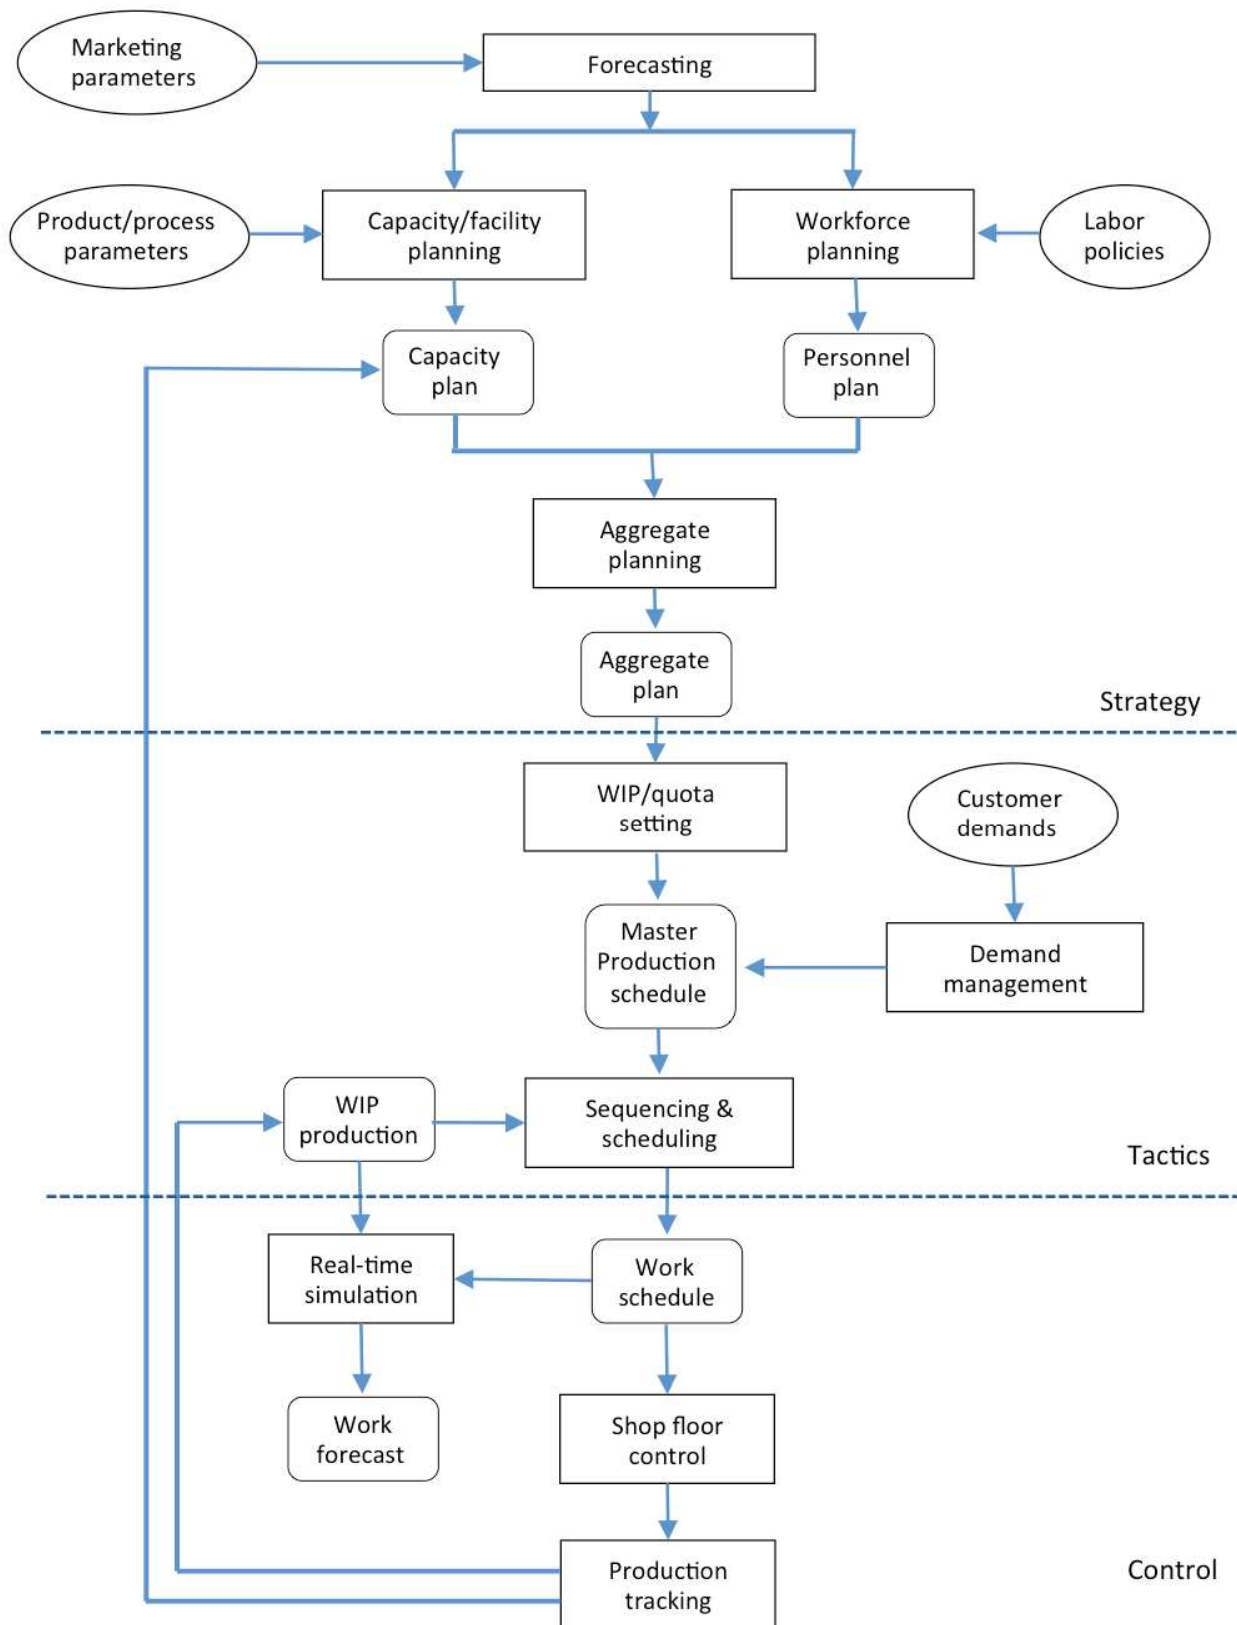 Marketing
parameters
Forecasting
Product/process
parameters
Capacity/facility
planning
Workforce
planning
Labor
policies
Capacity
plan
Personnel
plan
Aggregate
planning
Aggregate
plan
Strategy
WIP/quota
setting
Customer
demands
Master
Production
schedule
Demand
management
WIP
production
Sequencing &
scheduling
Tactics
Real-time
simulation
Work
schedule
Work
forecast
Shop floor
control
Production
tracking
Control